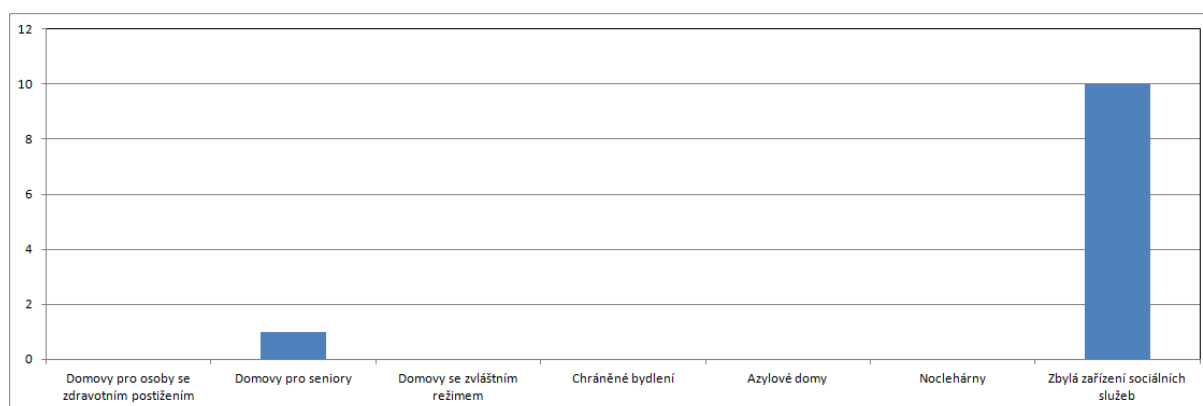 12
10
8
6
4
2
0
Domovy pro osoby se
zdravotním postižením
Domovy pro seniory
Domovy se zvláštním
režimem
Chráněné bydlení
Azylové domy
Noclehárny
Zbylá zařízení sociálních
služeb